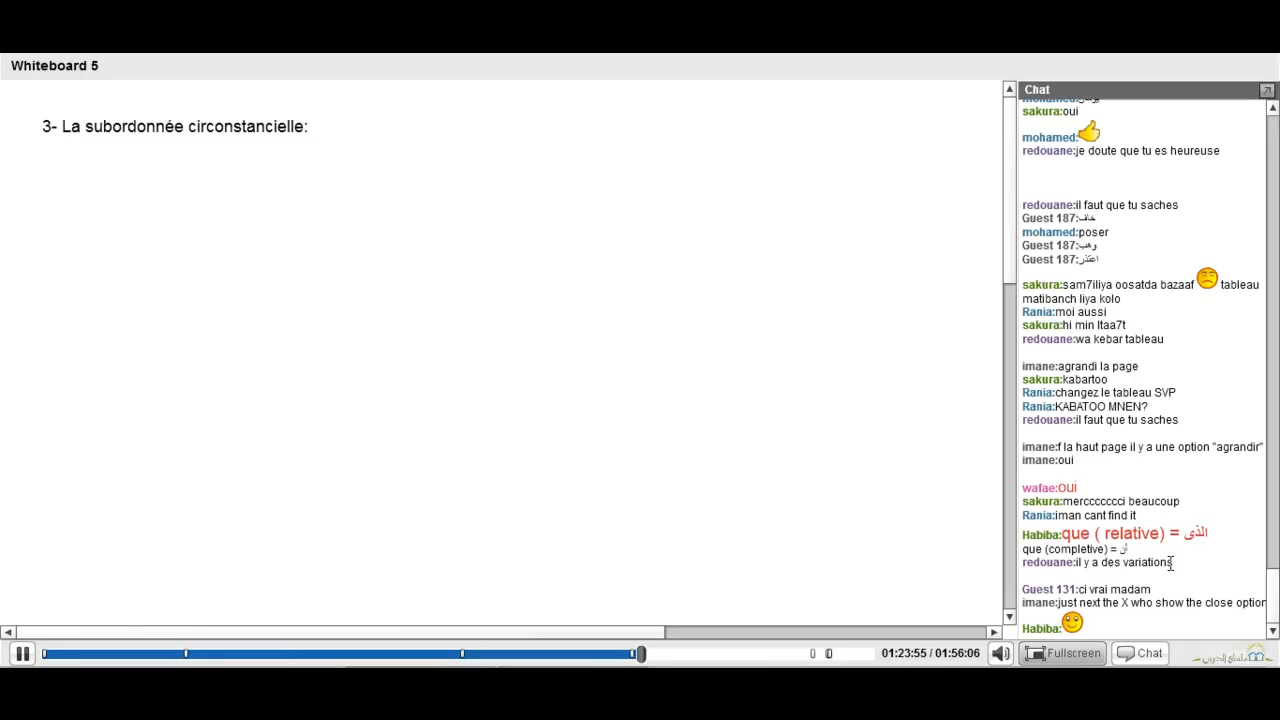 Whiteboard 5
3- La subordonnée circonstancielle:
Chat
sakura:oui
mohamed:
redouane:je doute que tu es heureuse
redouane:il faut que tu saches
Guest 187:خاف
mohamed:poser
Guest 187:وهب
Guest 187:اعتذر
sakura:sam7iliya oosatda bazaaf tableau
matibanch liya kolo
Rania:moi aussi
sakura:hi min ltaa7t
redouane:wa kebar tableau
imane:agrandi la page
sakura:kabartoo
Rania:changez le tableau SVP
Rania:KABATOO MNEN?
redouane:il faut que tu saches
imane:f la haut page il y a une option "agrandir"
imane:oui
wafae:oui
sakura:merccccccci beaucoup
Rania:iman cant find it
Habiba:que ( relative) = الذى
que (completive) = أن
redouane:il y a des variations
Guest 131:ci vrai madam
imane:just next the X who show the close option
Habiba:
01:23:55 / 01:56:06
Fullscreen
Chat